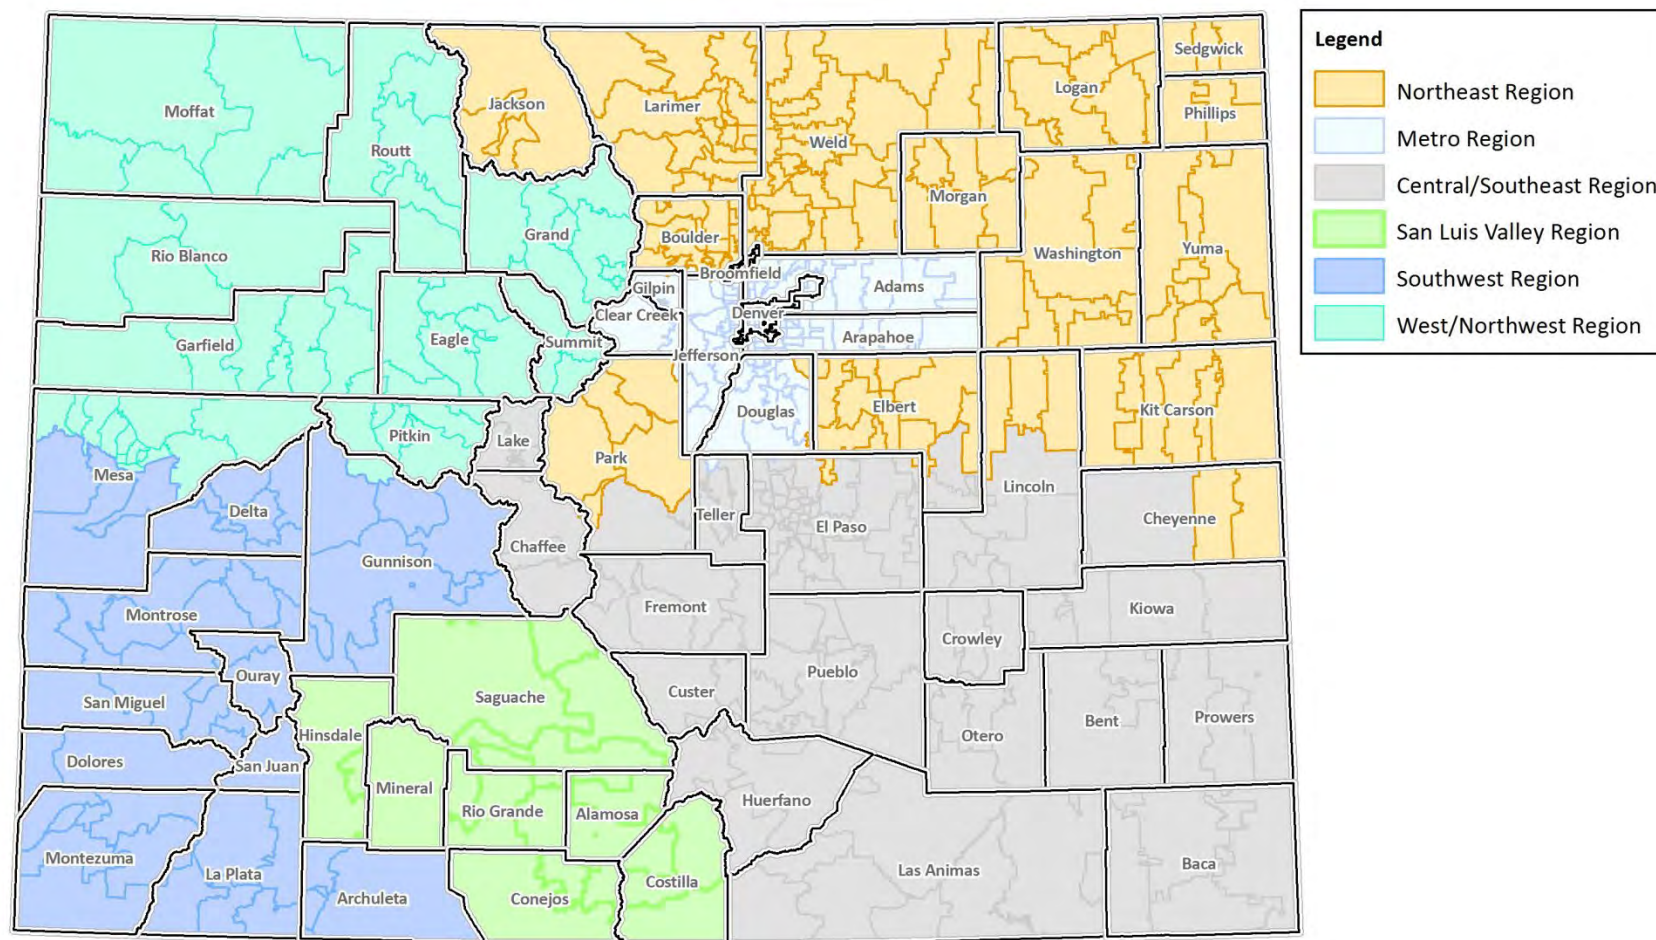 Legend
Northeast Region
Metro Region
Central/Southeast Region
San Luis Valley Region
Southwest Region
West/Northwest Region
Sedgwick
Moffat
Jackson
Larimer
Logan
Phillips
Routt
Weld
Morgan
Rio Blanco
Grand
Boulder
Washington
Yuma
Broomfield
Gilpin
Adams
Clear Creek
Denver
Garfield
Eagle
Summit
Arapahoe
Jefferson
Pitkin
Lake
Douglas
Elbert
Kit Carson
Mesa
Park
Lincoln
Delta
Teller
El Paso
Cheyenne
Chaffee
Gunnison
Montrose
Fremont
Crowley
Kiowa
Ouray
San Miguel
Saguache
Custer
Pueblo
Bent
Prowers
Hinsdale
Otero
Dolores
San Juan
Mineral
Rio Grande
Alamosa
Huerfano
Montezuma
La Plata
Archuleta
Conejos
Costilla
Las Animas
Baca